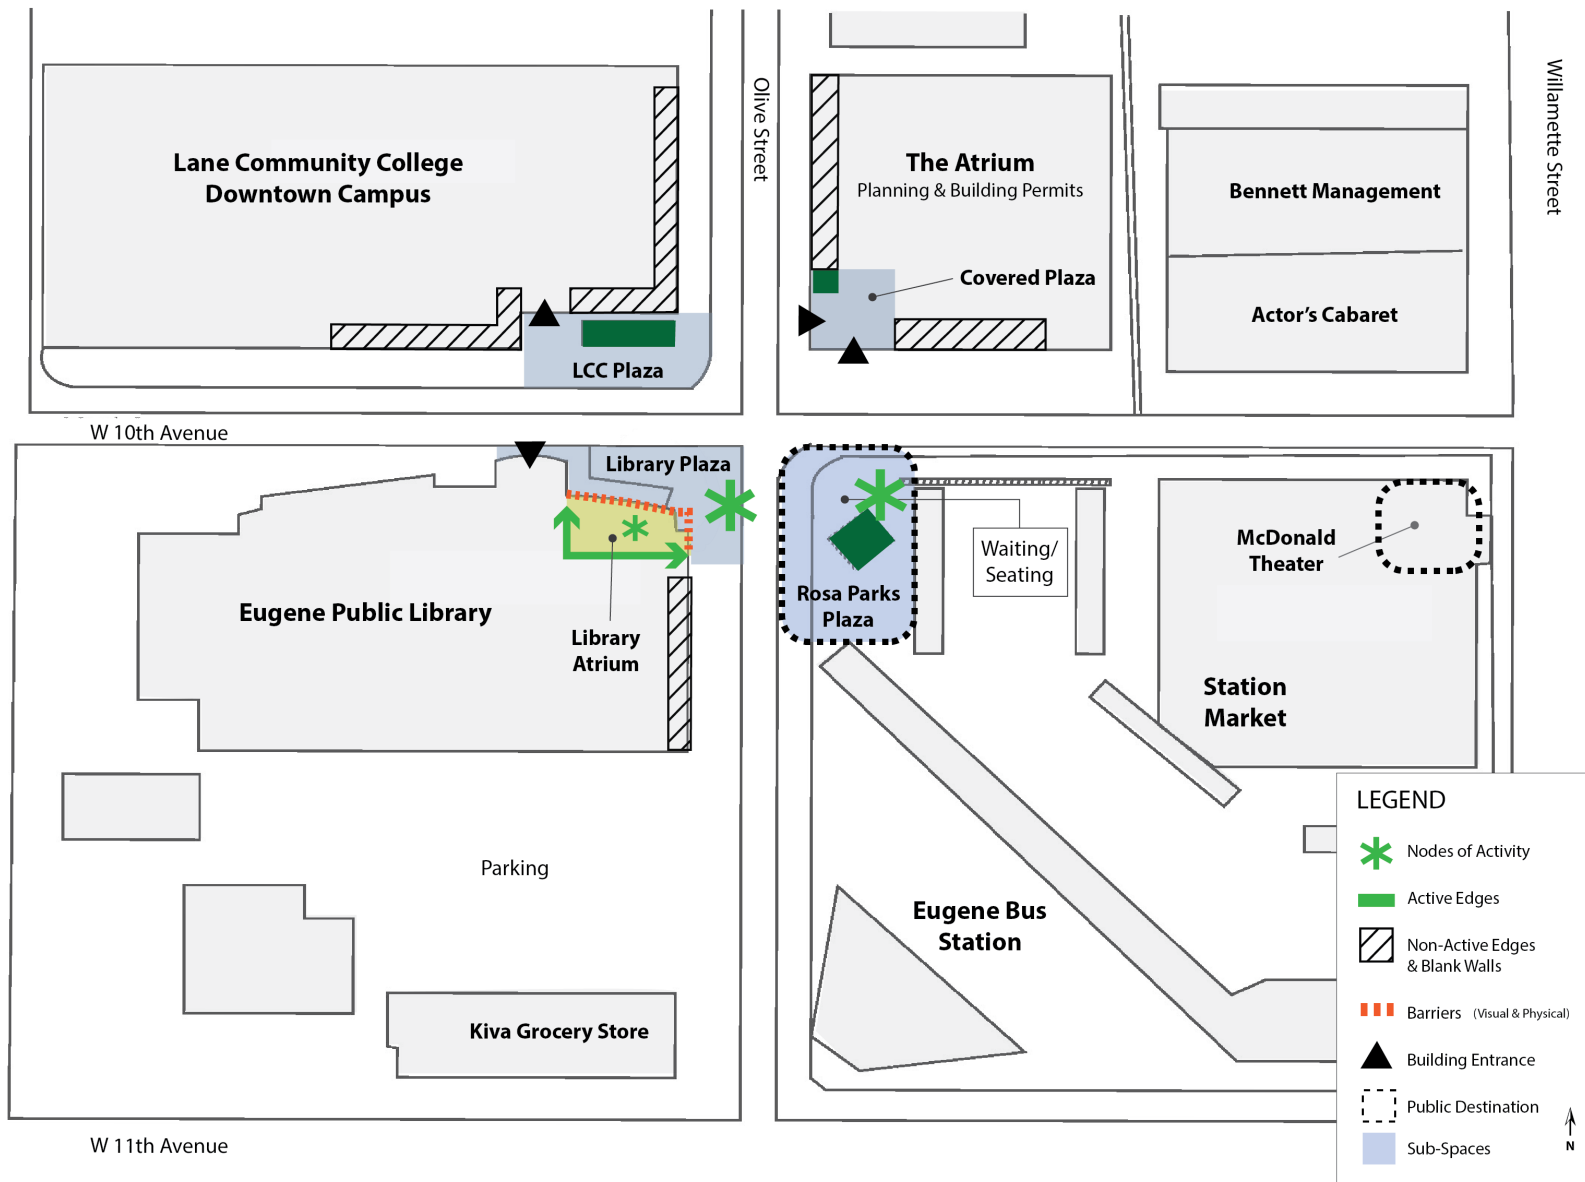 Lane Community College
Downtown Campus
Olive Street
The Atrium
Planning & Building Permits
Willamette Street
Bennett Management
Covered Plaza
Actor's Cabaret
LCC Plaza
W 10th Avenue
Library Plaza
Waiting/
Seating
McDonald
Theater
Rosa Parks
Plaza
Eugene Public Library
Library
Atrium
Station
Market
Parking
Eugene Bus
Station
Kiva Grocery Store
W 11th Avenue
LEGEND
Nodes of Activity
Active Edges
Non-Active Edges
& Blank Walls
Barriers (Visual & Physical)
Building Entrance
Public Destination
Sub-Spaces
N